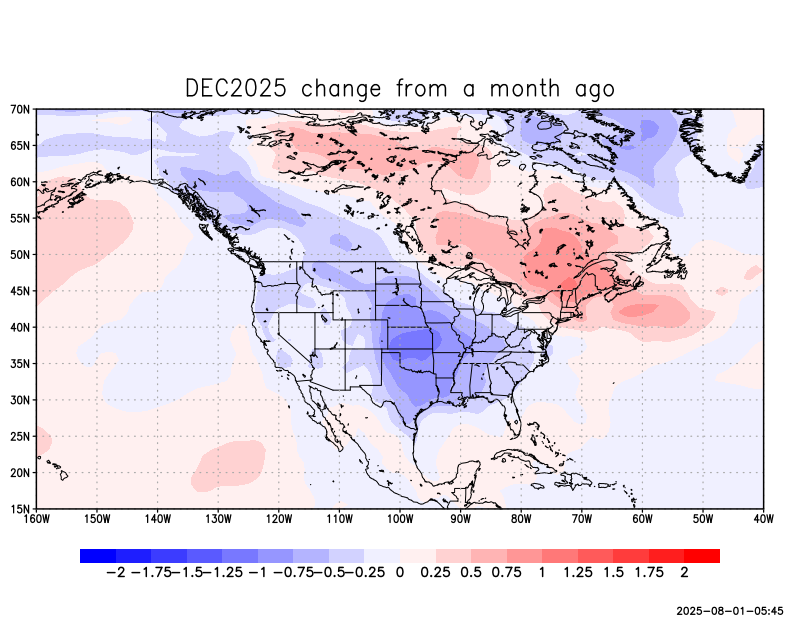 DEC2025 change from a month ago
70N
65N
60N
55N
50N
45N
40N
35N
30N
25N
20N
15N
160W 150W 140W 130W 120W 110W 100W 90W 80W 70W 60W 50W 40W
−2 −1.75 −1.5 −1.25 −1 −0.75 −0.5 −0.25 0 0.25 0.5 0.75 1 1.25 1.5 1.75 2
2025-08-01-05:45